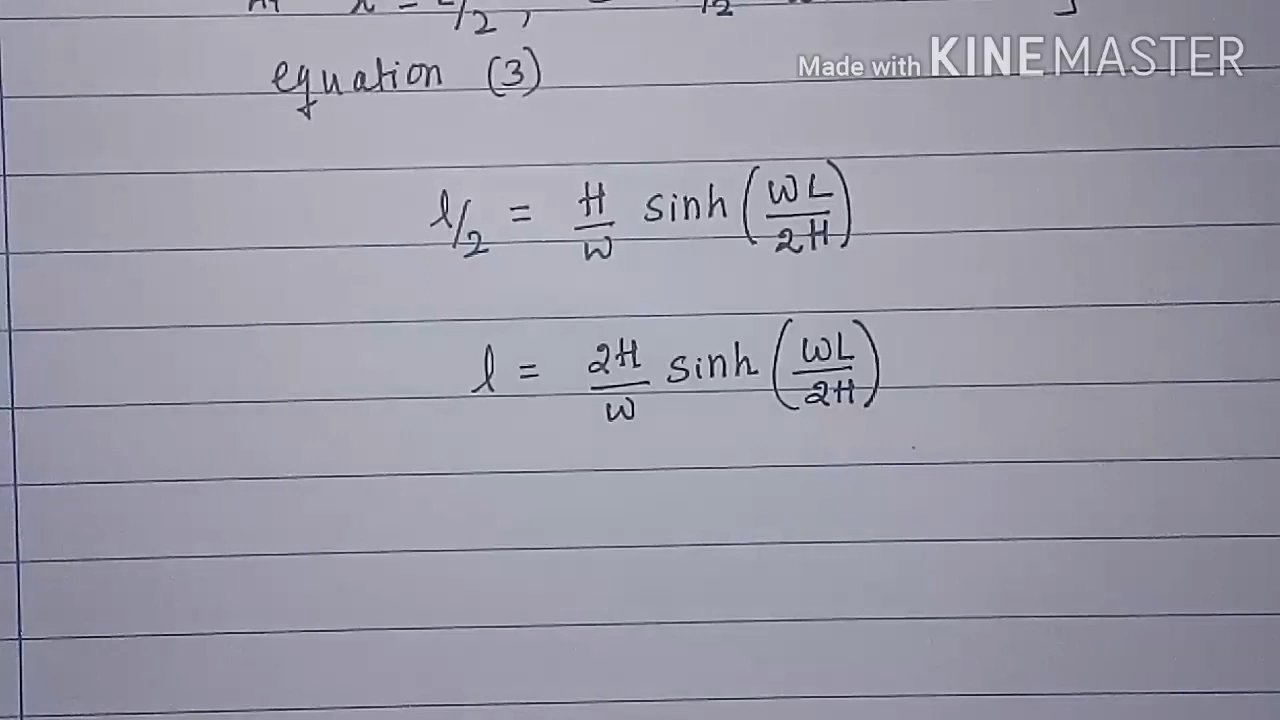 equation (3)
Made with KINEMASTER
l/2 = H/w sinh (WL/2H)
l = 2H/w sinh (WL/2H)